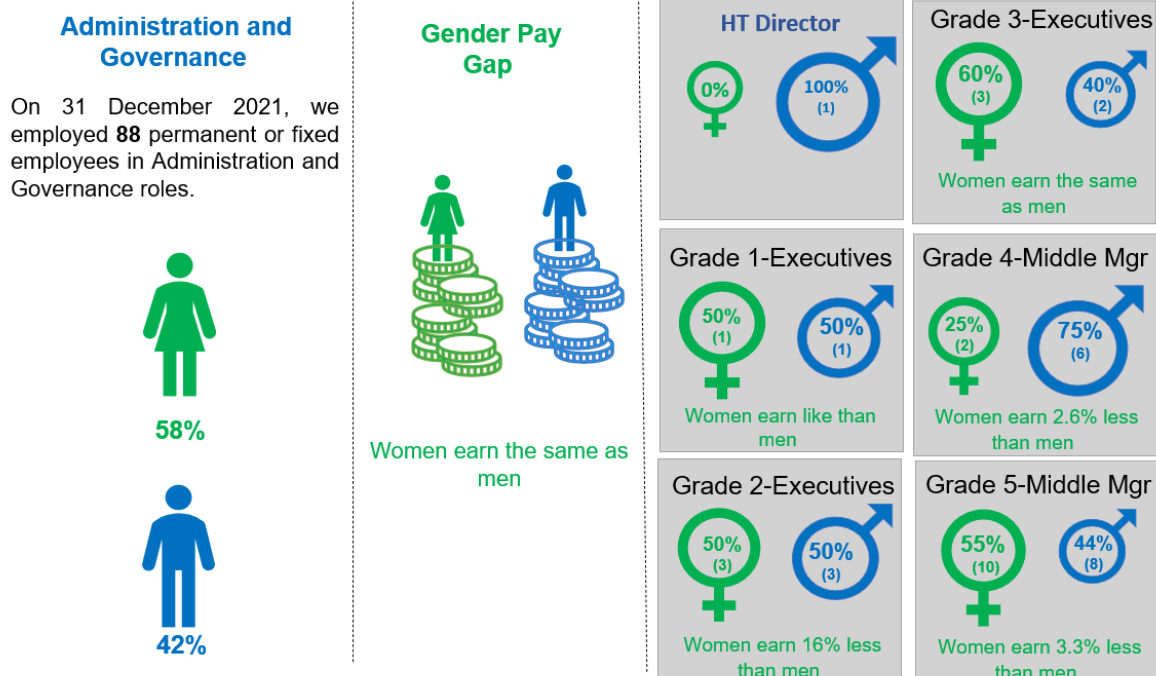 Administration and
Governance
On 31 December 2021, we
employed 88 permanent or fixed
employees in Administration and
Governance roles.
58%
42%
Gender Pay
Gap
Women earn the same as
men
HT Director
0%
100%
(1)
Grade 3-Executives
60%
(3)
40%
(2)
Women earn the same
as men
Grade 1-Executives
50%
(1)
50%
(1)
Women earn like than
men
Grade 4-Middle Mgr
25%
(2)
75%
(6)
Women earn 2.6% less
than men
Grade 2-Executives
50%
(3)
50%
(3)
Women earn 16% less
than men
Grade 5-Middle Mgr
55%
(10)
44%
(8)
Women earn 3.3% less
than men